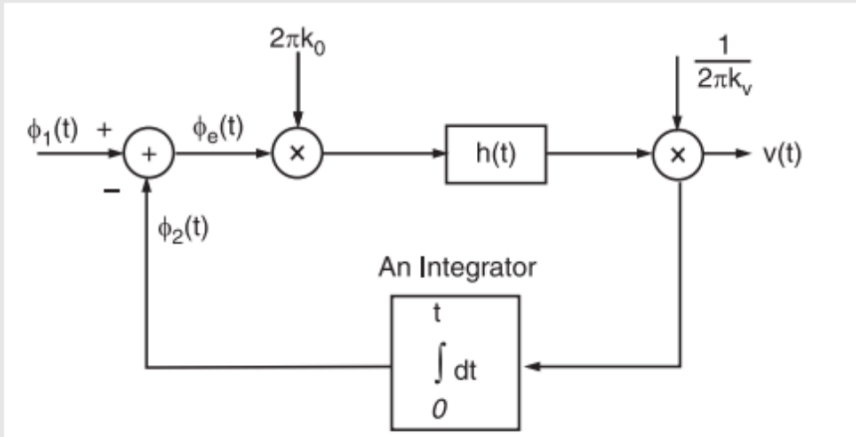 2πk₀
1
2πkᵥ
ϕ₁(t) +
ϕₑ(t)
+
×
h(t)
×
v(t)
−
ϕ₂(t)
An Integrator
t
∫ dt
0